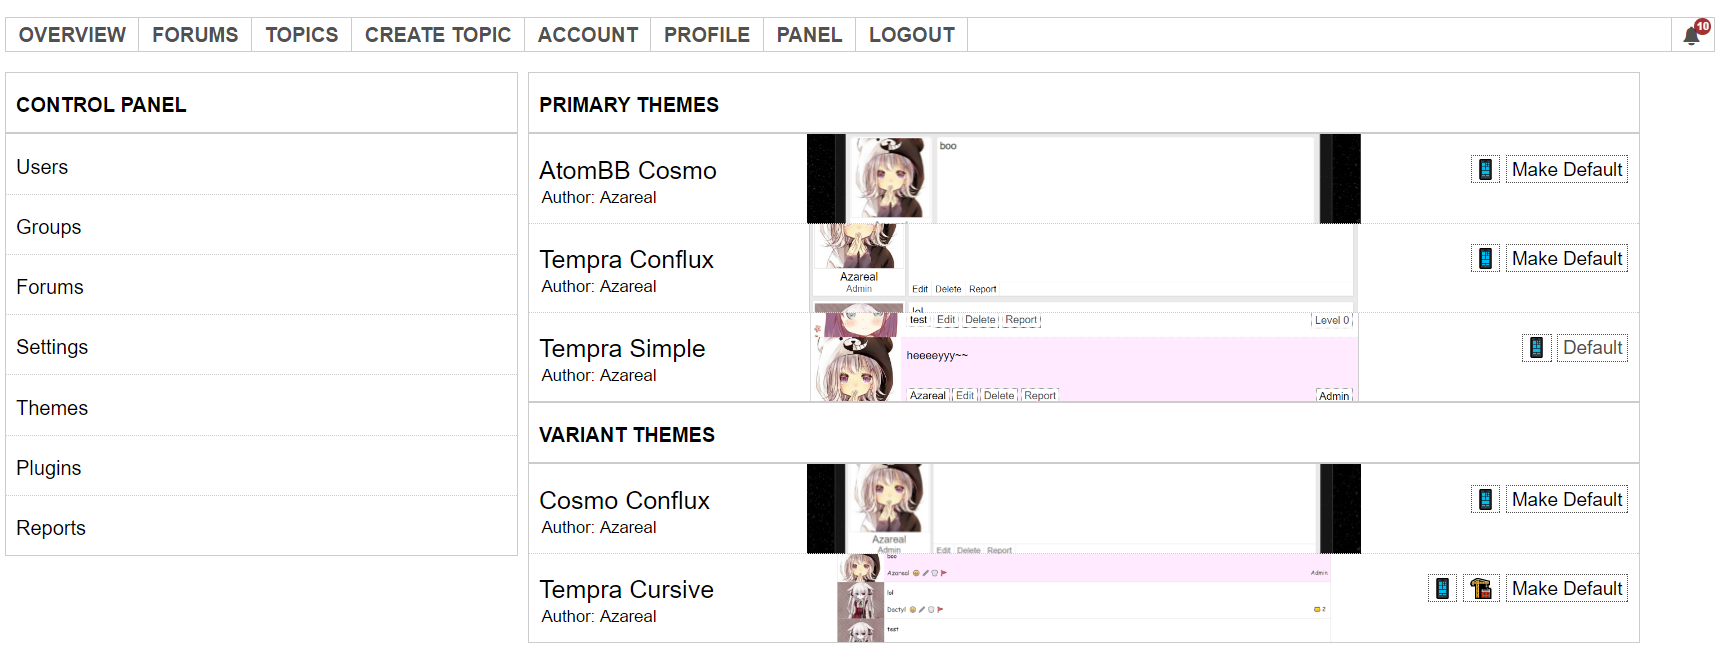 OVERVIEW FORUMS TOPICS CREATE TOPIC ACCOUNT PROFILE PANEL LOGOUT 10
CONTROL PANEL
Users
Groups
Forums
Settings
Themes
Plugins
Reports
PRIMARY THEMES
AtomBB Cosmo
Author: Azareal
boo
Make Default
Tempra Conflux
Author: Azareal
Azareal
Admin
Edit Delete Report
lol
Make Default
Tempra Simple
Author: Azareal
test Edit Delete Report Level 0
heeeeyyy~~
Azareal Edit Delete Report Admin
Default
VARIANT THEMES
Cosmo Conflux
Author: Azareal
Azareal
Admin Edit Delete Report
Make Default
Tempra Cursive
Author: Azareal
boo
Azareal Admin
lol
Dactyl 2
test
Make Default